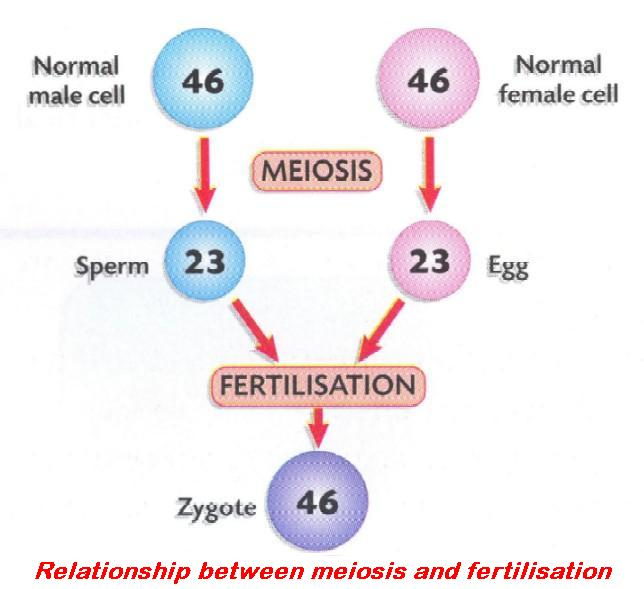 Normal
male cell
46
46
Normal
female cell
MEIOSIS
Sperm
23
23
Egg
FERTILISATION
Zygote
46
Relationship between meiosis and fertilisation